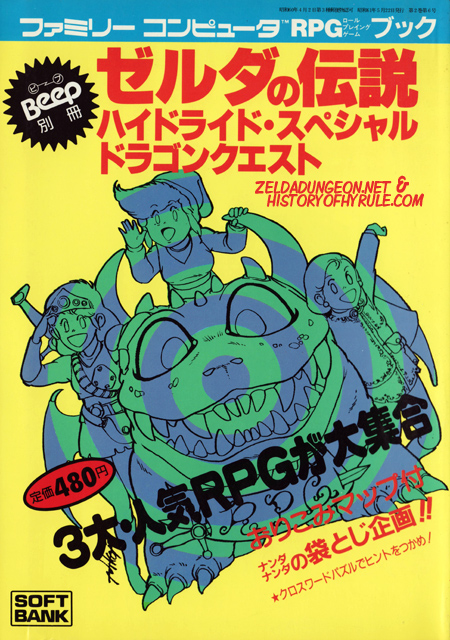 ファミリー コンピュータ™ RPG ロール プレイング ゲーム ブック
ビープ
Beep
別冊
ゼルダの伝説
ハイドライド・スペシャル
ドラゴンクエスト
ZELDADUNGEON.NET &
HISTORYOFHYRULE.COM
定価480円
3大・人気RPGが大集合
おりこみマップ付
ナンダ
ナンダの袋とじ企画!!
★クロスワードパズルでヒントをつかめ!
SOFT
BANK